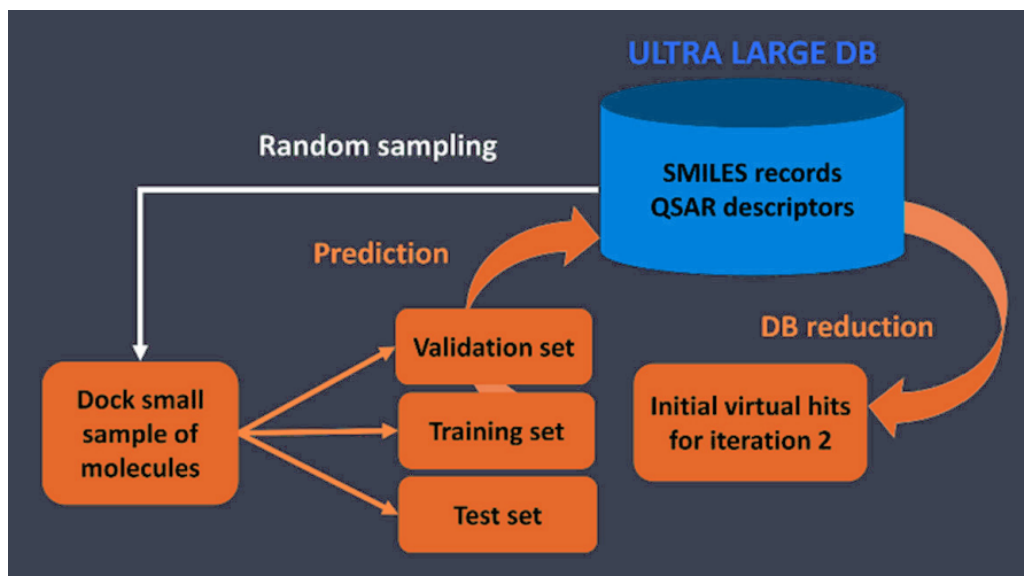 ULTRA LARGE DB
Random sampling
SMILES records
QSAR descriptors
Prediction
DB reduction
Validation set
Dock small
sample of
molecules
Training set
Initial virtual hits
for iteration 2
Test set